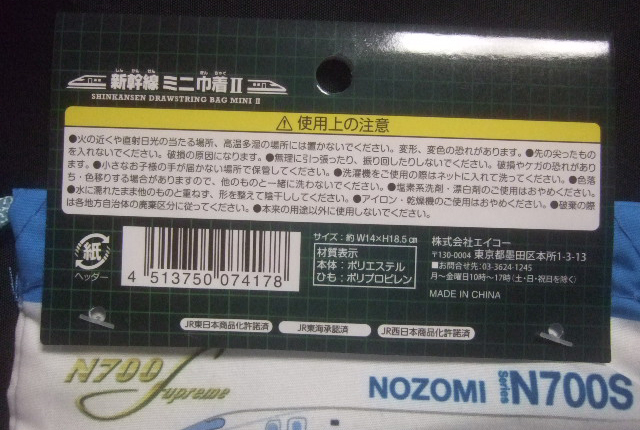 しん かん せん きん ちゃく
新幹線 ミニ巾着 II
SHINKANSEN DRAWSTRING BAG MINI II
⚠ 使用上の注意
●火の近くや直射日光の当たる場所、高温多湿の場所には置かないでください。変形、変色の恐れがあります。●先の尖ったもの
を入れないでください。破損の原因になります。●無理に引っ張ったり、振り回したりしないでください。破損やケガの恐れがあり
ます。●小さなお子様の手が届かない場所で保管してください。●洗濯機をご使用の際はネットに入れて洗ってください。●色落
ち・色移りする場合がありますので、他のものと一緒に洗わないでください。●塩素系洗剤・漂白剤のご使用はおやめください。
●水に濡れたまま他のものと重ねず、形を整えて陰干ししてください。●アイロン・乾燥機のご使用はおやめください。●破棄の際
は各地方自治体の廃棄区分に従ってください。●本来の用途以外に使用しないでください。
紙
ヘッダー
4 513750 074178
サイズ：約 W14×H18.5㎝
材質表示
本体：ポリエステル
ひも：ポリプロピレン
株式会社エイコー
〒130-0004 東京都墨田区本所1-3-13
■お問合せ先:03-3624-1245
月～金曜日10時～17時(土・日・祝日を除く)
MADE IN CHINA
JR東日本商品化許諾済
JR東海承認済
JR西日本商品化許諾済
N700 Supreme
NOZOMI Series N700S